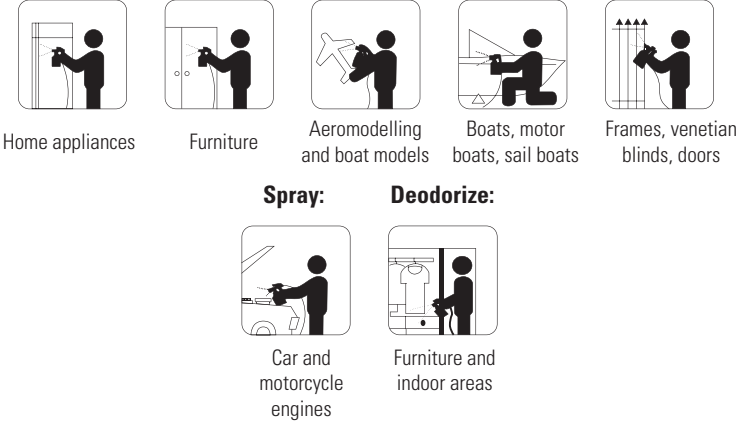 Home appliances
Furniture
Aeromodelling
and boat models
Boats, motor
boats, sail boats
Frames, venetian
blinds, doors
Spray:
Deodorize:
Car and
motorcycle
engines
Furniture and
indoor areas